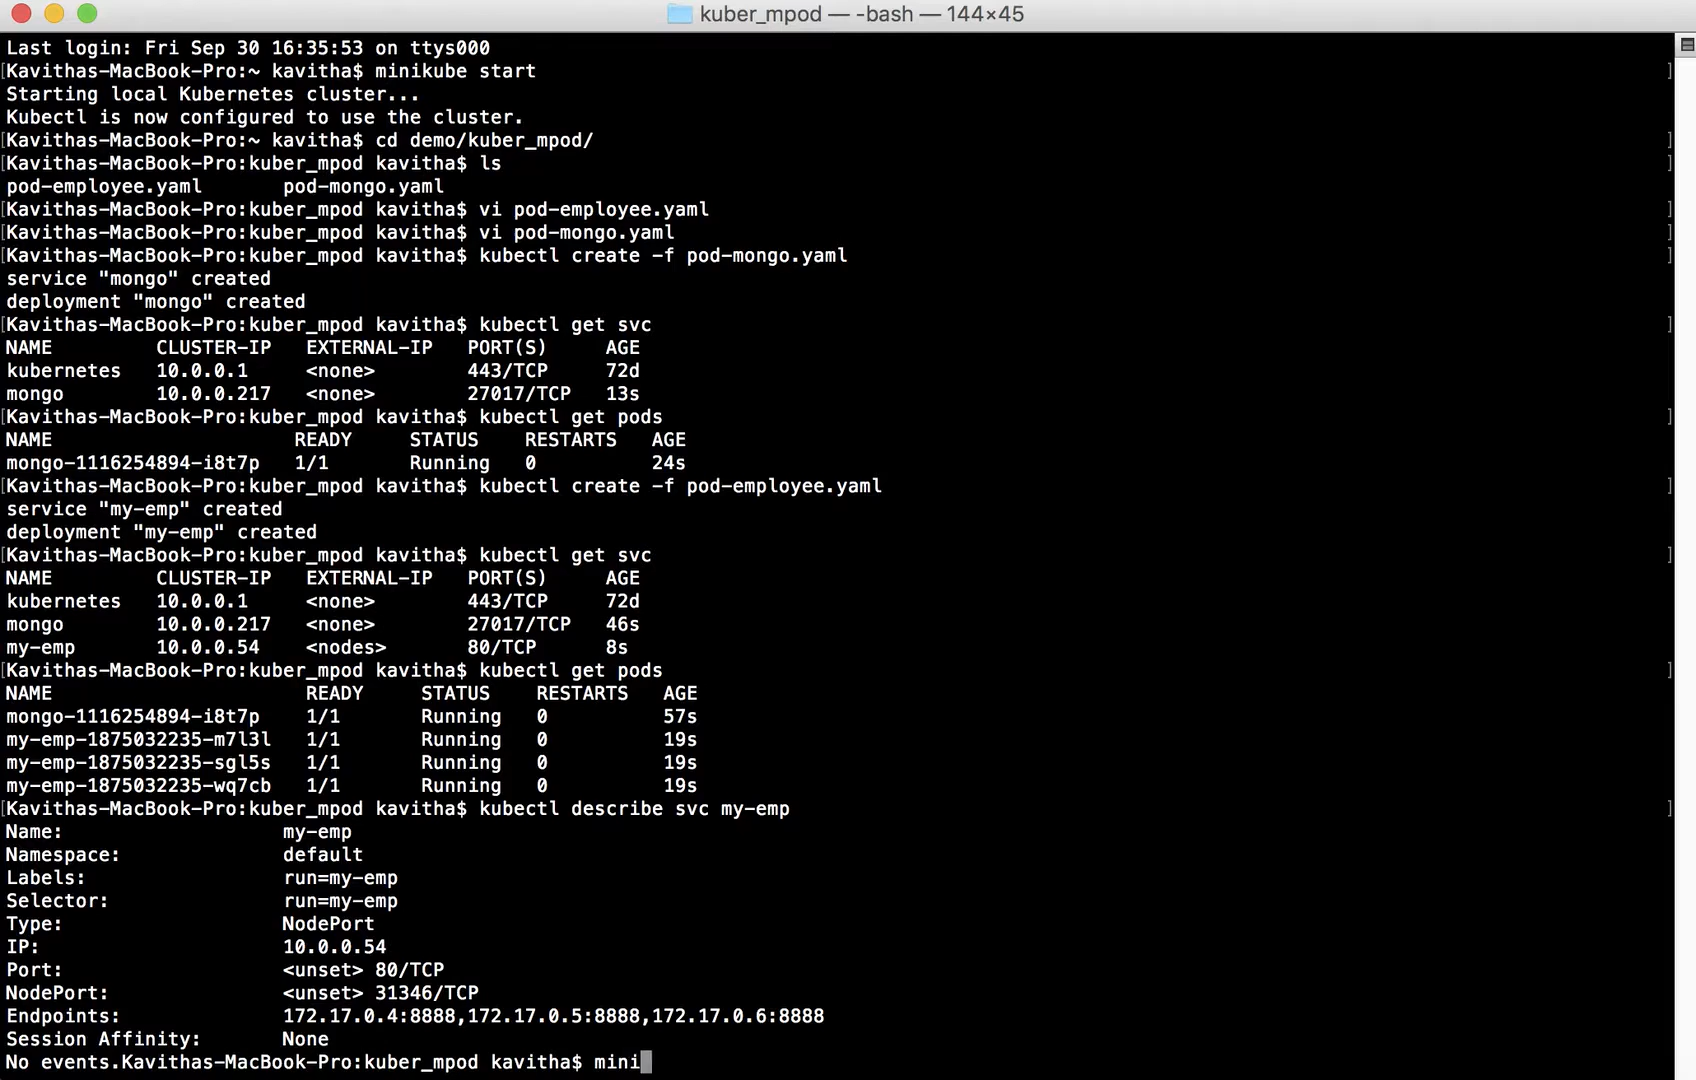 kuber_mpod — -bash — 144×45
Last login: Fri Sep 30 16:35:53 on ttys000
[Kavithas-MacBook-Pro:~ kavitha$ minikube start ]
Starting local Kubernetes cluster...
Kubectl is now configured to use the cluster.
[Kavithas-MacBook-Pro:~ kavitha$ cd demo/kuber_mpod/ ]
[Kavithas-MacBook-Pro:kuber_mpod kavitha$ ls ]
pod-employee.yaml       pod-mongo.yaml
[Kavithas-MacBook-Pro:kuber_mpod kavitha$ vi pod-employee.yaml ]
[Kavithas-MacBook-Pro:kuber_mpod kavitha$ vi pod-mongo.yaml ]
[Kavithas-MacBook-Pro:kuber_mpod kavitha$ kubectl create -f pod-mongo.yaml ]
service "mongo" created
deployment "mongo" created
[Kavithas-MacBook-Pro:kuber_mpod kavitha$ kubectl get svc ]
NAME         CLUSTER-IP   EXTERNAL-IP   PORT(S)     AGE
kubernetes   10.0.0.1     <none>        443/TCP     72d
mongo        10.0.0.217   <none>        27017/TCP   13s
[Kavithas-MacBook-Pro:kuber_mpod kavitha$ kubectl get pods ]
NAME                     READY     STATUS    RESTARTS   AGE
mongo-1116254894-i8t7p   1/1       Running   0          24s
[Kavithas-MacBook-Pro:kuber_mpod kavitha$ kubectl create -f pod-employee.yaml ]
service "my-emp" created
deployment "my-emp" created
[Kavithas-MacBook-Pro:kuber_mpod kavitha$ kubectl get svc ]
NAME         CLUSTER-IP   EXTERNAL-IP   PORT(S)     AGE
kubernetes   10.0.0.1     <none>        443/TCP     72d
mongo        10.0.0.217   <none>        27017/TCP   46s
my-emp       10.0.0.54    <nodes>       80/TCP      8s
[Kavithas-MacBook-Pro:kuber_mpod kavitha$ kubectl get pods ]
NAME                      READY     STATUS    RESTARTS   AGE
mongo-1116254894-i8t7p    1/1       Running   0          57s
my-emp-1875032235-m7l3l   1/1       Running   0          19s
my-emp-1875032235-sgl5s   1/1       Running   0          19s
my-emp-1875032235-wq7cb   1/1       Running   0          19s
[Kavithas-MacBook-Pro:kuber_mpod kavitha$ kubectl describe svc my-emp ]
Name:                   my-emp
Namespace:              default
Labels:                 run=my-emp
Selector:               run=my-emp
Type:                   NodePort
IP:                     10.0.0.54
Port:                   <unset> 80/TCP
NodePort:               <unset> 31346/TCP
Endpoints:              172.17.0.4:8888,172.17.0.5:8888,172.17.0.6:8888
Session Affinity:       None
No events.Kavithas-MacBook-Pro:kuber_mpod kavitha$ mini